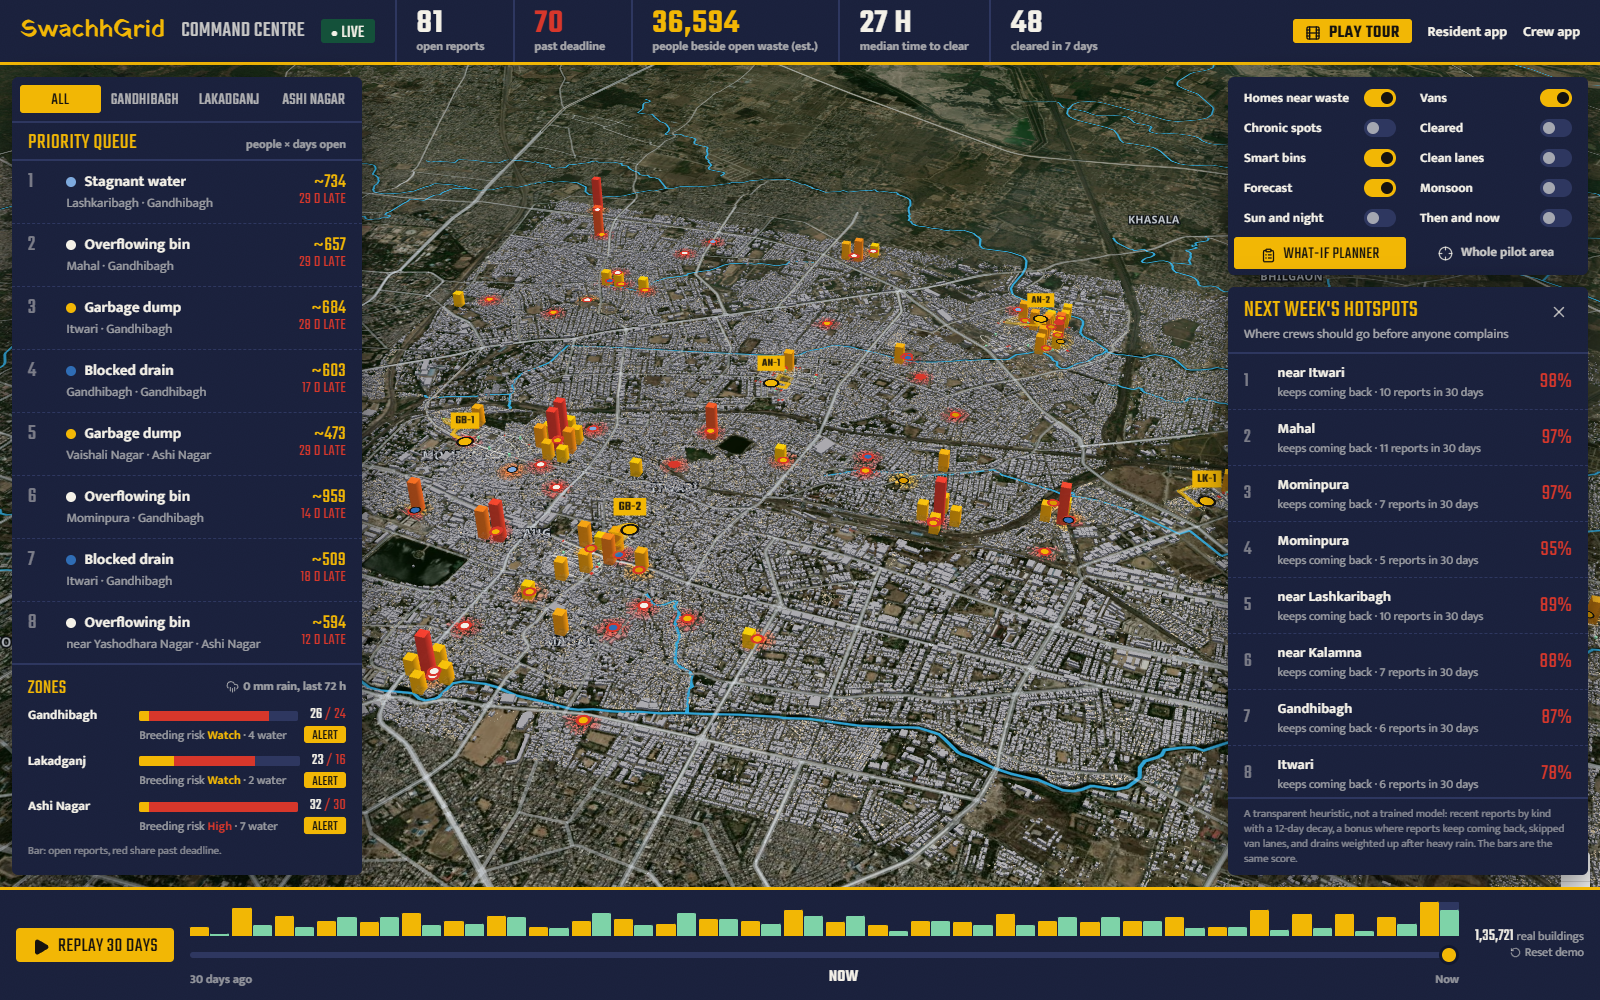 SwachhGrid COMMAND CENTRE • LIVE
81
open reports
70
past deadline
36,594
people beside open waste (est.)
27 H
median time to clear
48
cleared in 7 days
PLAY TOUR
Resident app
Crew app
ALL
GANDHIBAGH
LAKADGANJ
ASHI NAGAR
PRIORITY QUEUE
people × days open
1 Stagnant water ~734
Lashkaribagh · Gandhibagh 29 D LATE
2 Overflowing bin ~657
Mahal · Gandhibagh 29 D LATE
3 Garbage dump ~684
Itwari · Gandhibagh 28 D LATE
4 Blocked drain ~603
Gandhibagh · Gandhibagh 17 D LATE
5 Garbage dump ~473
Vaishali Nagar · Ashi Nagar 29 D LATE
6 Overflowing bin ~959
Mominpura · Gandhibagh 14 D LATE
7 Blocked drain ~509
Itwari · Gandhibagh 18 D LATE
8 Overflowing bin ~594
near Yashodhara Nagar · Ashi Nagar 12 D LATE
ZONES
0 mm rain, last 72 h
Gandhibagh 26 / 24
Breeding risk Watch · 4 water ALERT
Lakadganj 23 / 16
Breeding risk Watch · 2 water ALERT
Ashi Nagar 32 / 30
Breeding risk High · 7 water ALERT
Bar: open reports, red share past deadline.
KHASALA
BHILGAON
AN-2
AN-1
GB-1
LK-1
GB-2
Homes near waste
Vans
Chronic spots
Cleared
Smart bins
Clean lanes
Forecast
Monsoon
Sun and night
Then and now
WHAT-IF PLANNER
Whole pilot area
NEXT WEEK'S HOTSPOTS
Where crews should go before anyone complains
1 near Itwari 98%
keeps coming back · 10 reports in 30 days
2 Mahal 97%
keeps coming back · 11 reports in 30 days
3 Mominpura 97%
keeps coming back · 7 reports in 30 days
4 Mominpura 95%
keeps coming back · 5 reports in 30 days
5 near Lashkaribagh 89%
keeps coming back · 10 reports in 30 days
6 near Kalamna 88%
keeps coming back · 7 reports in 30 days
7 Gandhibagh 87%
keeps coming back · 6 reports in 30 days
8 Itwari 78%
keeps coming back · 6 reports in 30 days
A transparent heuristic, not a trained model: recent reports by kind
with a 12-day decay, a bonus where reports keep coming back, skipped
van lanes, and drains weighted up after heavy rain. The bars are the
same score.
REPLAY 30 DAYS
30 days ago
NOW
Now
1,35,721 real buildings
Reset demo